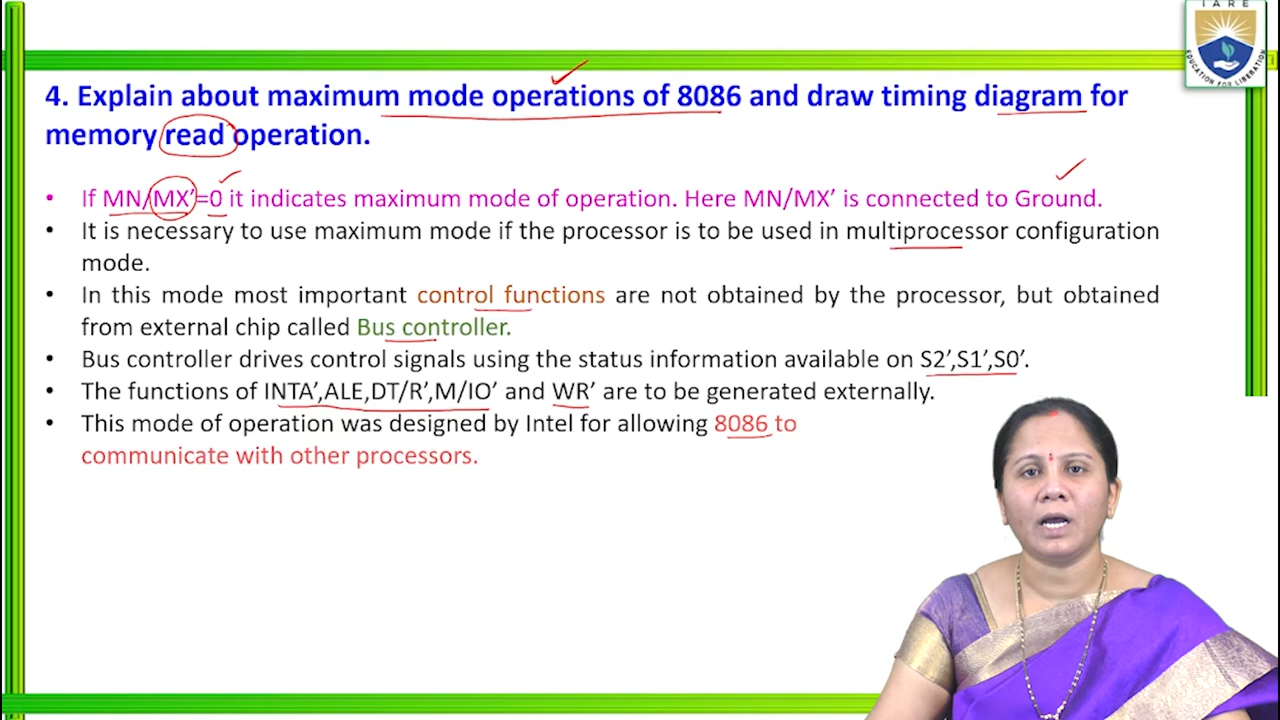 IARE
EDUCATION FOR LIBERATION
4. Explain about maximum mode operations of 8086 and draw timing diagram for
memory read operation.
• If MN/MX’=0 it indicates maximum mode of operation. Here MN/MX’ is connected to Ground.
• It is necessary to use maximum mode if the processor is to be used in multiprocessor configuration
mode.
• In this mode most important control functions are not obtained by the processor, but obtained
from external chip called Bus controller.
• Bus controller drives control signals using the status information available on S2’,S1’,S0’.
• The functions of INTA’,ALE,DT/R’,M/IO’ and WR’ are to be generated externally.
• This mode of operation was designed by Intel for allowing 8086 to
communicate with other processors.